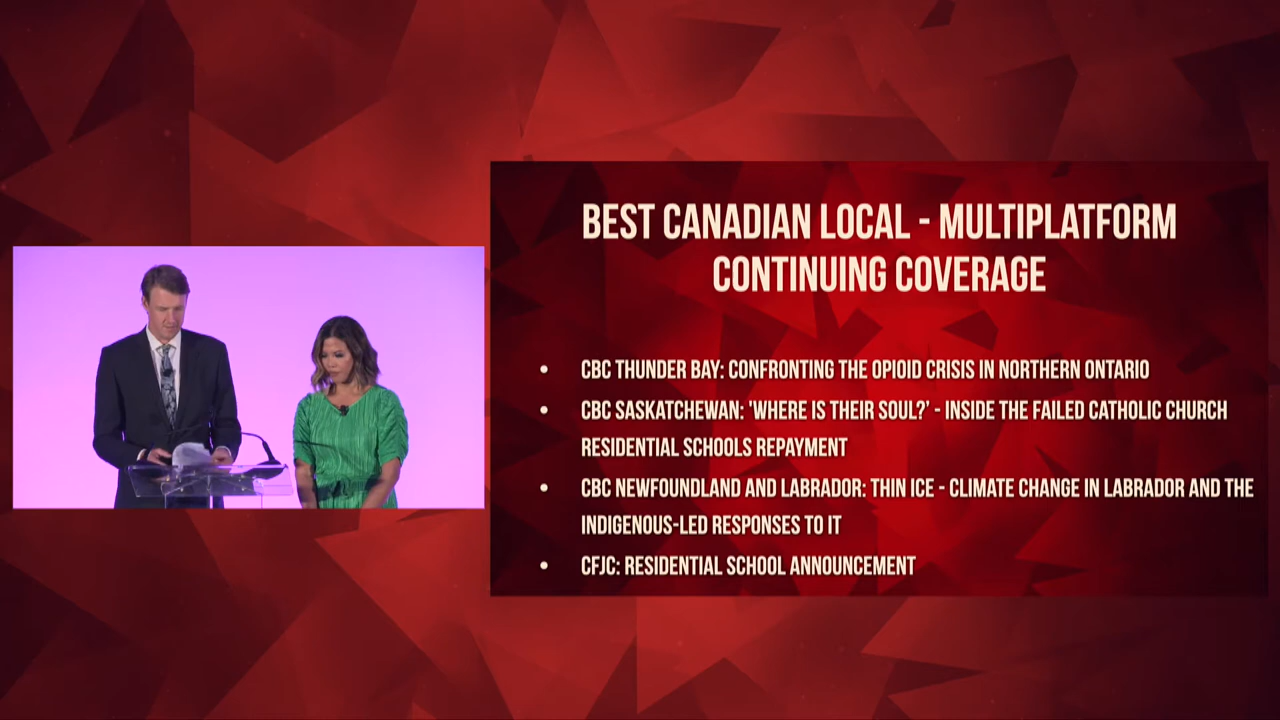 BEST CANADIAN LOCAL - MULTIPLATFORM
CONTINUING COVERAGE
• CBC THUNDER BAY: CONFRONTING THE OPIOID CRISIS IN NORTHERN ONTARIO
• CBC SASKATCHEWAN: 'WHERE IS THEIR SOUL?' - INSIDE THE FAILED CATHOLIC CHURCH
RESIDENTIAL SCHOOLS REPAYMENT
• CBC NEWFOUNDLAND AND LABRADOR: THIN ICE - CLIMATE CHANGE IN LABRADOR AND THE
INDIGENOUS-LED RESPONSES TO IT
• CFJC: RESIDENTIAL SCHOOL ANNOUNCEMENT